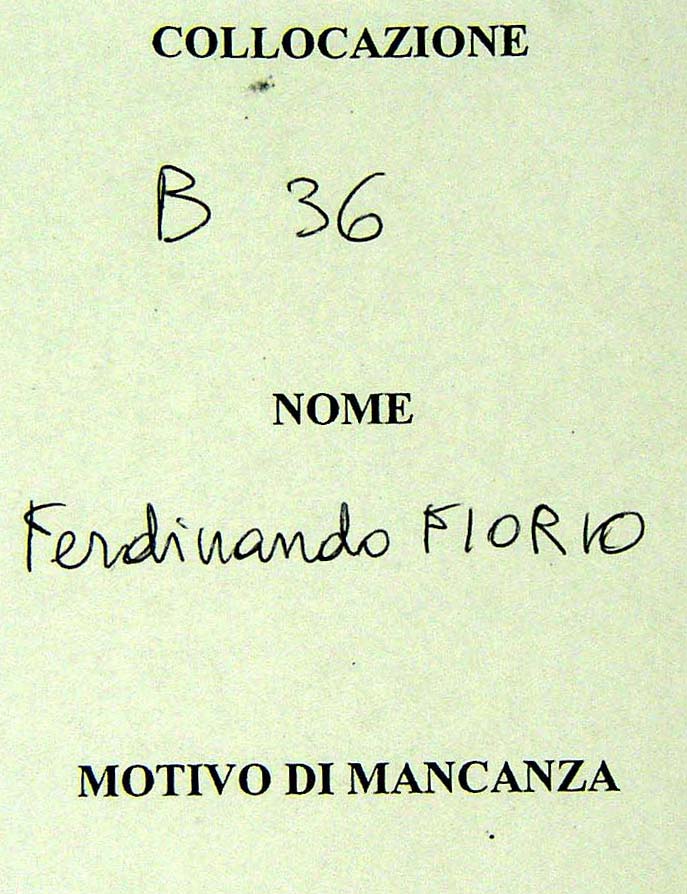 COLLOCAZIONE
B 36
NOME
Ferdinando FIORIO
MOTIVO DI MANCANZA